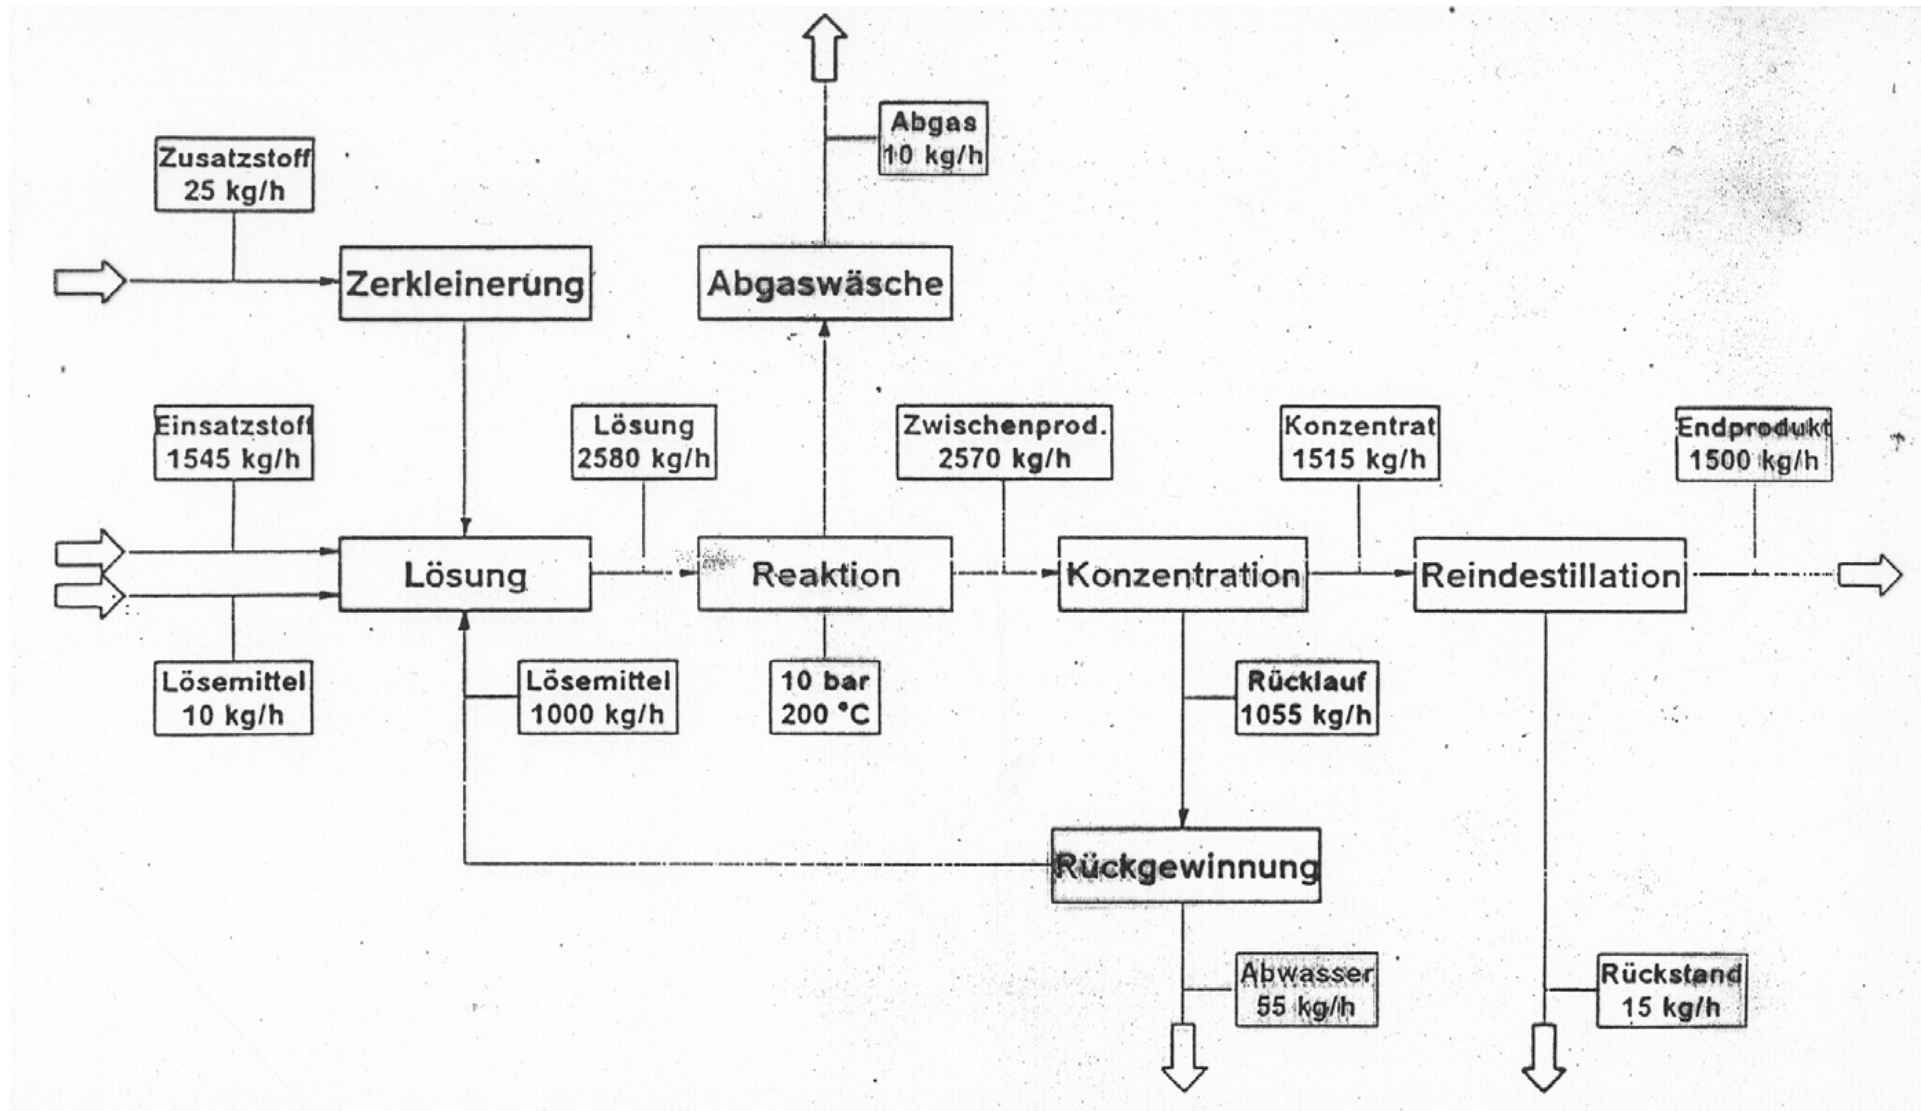 Abgas
10 kg/h
Zusatzstoff
25 kg/h
Zerkleinerung
Abgaswäsche
Einsatzstoff
1545 kg/h
Lösung
2580 kg/h
Zwischenprod.
2570 kg/h
Konzentrat
1515 kg/h
Endprodukt
1500 kg/h
Lösung
Reaktion
Konzentration
Reindestillation
Lösemittel
10 kg/h
Lösemittel
1000 kg/h
10 bar
200 °C
Rücklauf
1055 kg/h
Rückgewinnung
Abwasser
55 kg/h
Rückstand
15 kg/h